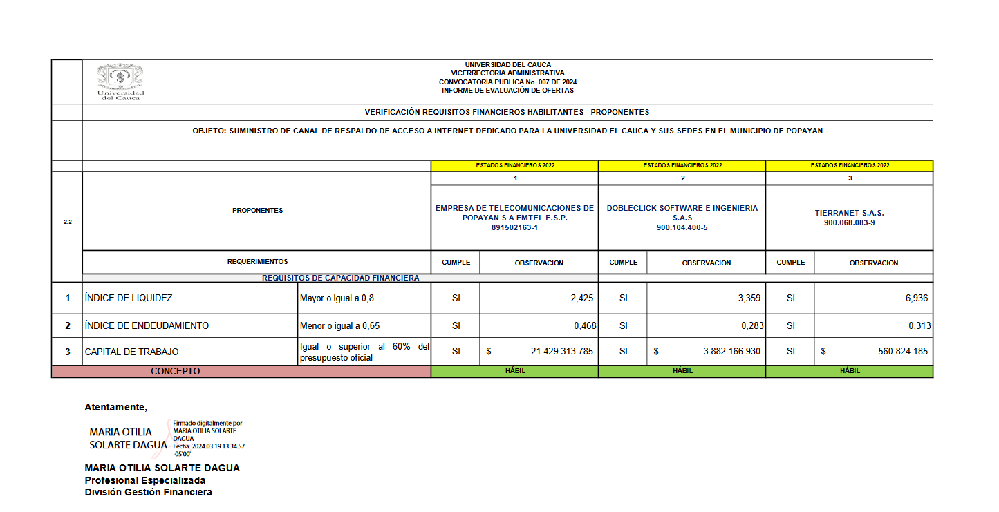 Universidad
del Cauca
UNIVERSIDAD DEL CAUCA
VICERRECTORIA ADMINISTRATIVA
CONVOCATORIA PUBLICA No. 007 DE 2024
INFORME DE EVALUACIÓN DE OFERTAS
VERIFICACIÓN REQUISITOS FINANCIEROS HABILITANTES - PROPONENTES
OBJETO: SUMINISTRO DE CANAL DE RESPALDO DE ACCESO A INTERNET DEDICADO PARA LA UNIVERSIDAD EL CAUCA Y SUS SEDES EN EL MUNICIPIO DE POPAYAN
ESTADOS FINANCIEROS 2022 ESTADOS FINANCIEROS 2022 ESTADOS FINANCIEROS 2022
1 2 3
2.2
PROPONENTES
EMPRESA DE TELECOMUNICACIONES DE
POPAYAN S A EMTEL E.S.P.
891502163-1
DOBLECLICK SOFTWARE E INGENIERIA
S.A.S
900.104.400-5
TIERRANET S.A.S.
900.068.083-9
REQUERIMIENTOS CUMPLE OBSERVACION CUMPLE OBSERVACION CUMPLE OBSERVACION
REQUISITOS DE CAPACIDAD FINANCIERA
1 ÍNDICE DE LIQUIDEZ Mayor o igual a 0,8 SI 2,425 SI 3,359 SI 6,936
2 ÍNDICE DE ENDEUDAMIENTO Menor o igual a 0,65 SI 0,468 SI 0,283 SI 0,313
3 CAPITAL DE TRABAJO Igual o superior al 60% del
presupuesto oficial SI $ 21.429.313.785 SI $ 3.882.166.930 SI $ 560.824.185
CONCEPTO HÁBIL HÁBIL HÁBIL
Atentamente,
MARIA OTILIA
SOLARTE DAGUA
Firmado digitalmente por
MARIA OTILIA SOLARTE
DAGUA
Fecha: 2024.03.19 13:34:57
-05'00'
MARIA OTILIA SOLARTE DAGUA
Profesional Especializada
División Gestión Financiera